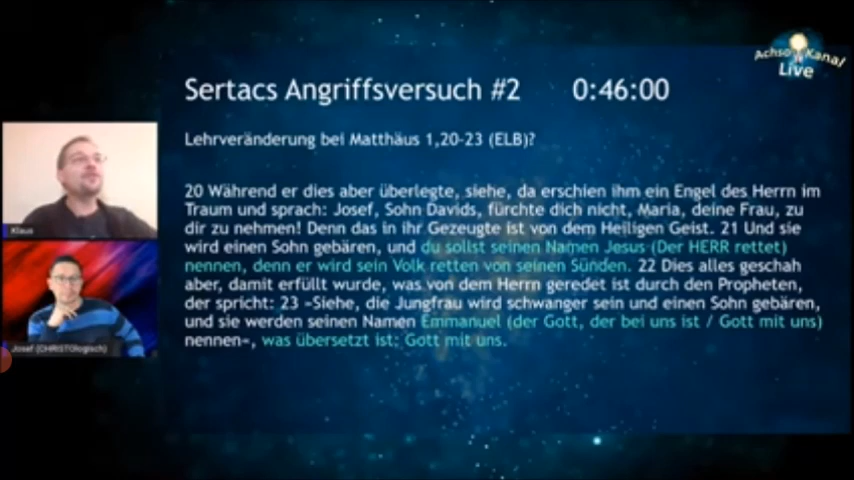 Achso Kanal
Live
Sertacs Angriffsversuch #2 0:46:00
Lehrveränderung bei Matthäus 1,20-23 (ELB)?
20 Während er dies aber überlegte, siehe, da erschien ihm ein Engel des Herrn im
Traum und sprach: Josef, Sohn Davids, fürchte dich nicht, Maria, deine Frau, zu
dir zu nehmen! Denn das in ihr Gezeugte ist von dem Heiligen Geist. 21 Und sie
wird einen Sohn gebären, und du sollst seinen Namen Jesus (Der HERR rettet)
nennen, denn er wird sein Volk retten von seinen Sünden. 22 Dies alles geschah
aber, damit erfüllt wurde, was von dem Herrn geredet ist durch den Propheten,
der spricht: 23 »Siehe, die Jungfrau wird schwanger sein und einen Sohn gebären,
und sie werden seinen Namen Emmanuel (der Gott, der bei uns ist / Gott mit uns)
nennen«, was übersetzt ist: Gott mit uns.
Klaus
Josef (CHRISTOlogisch)